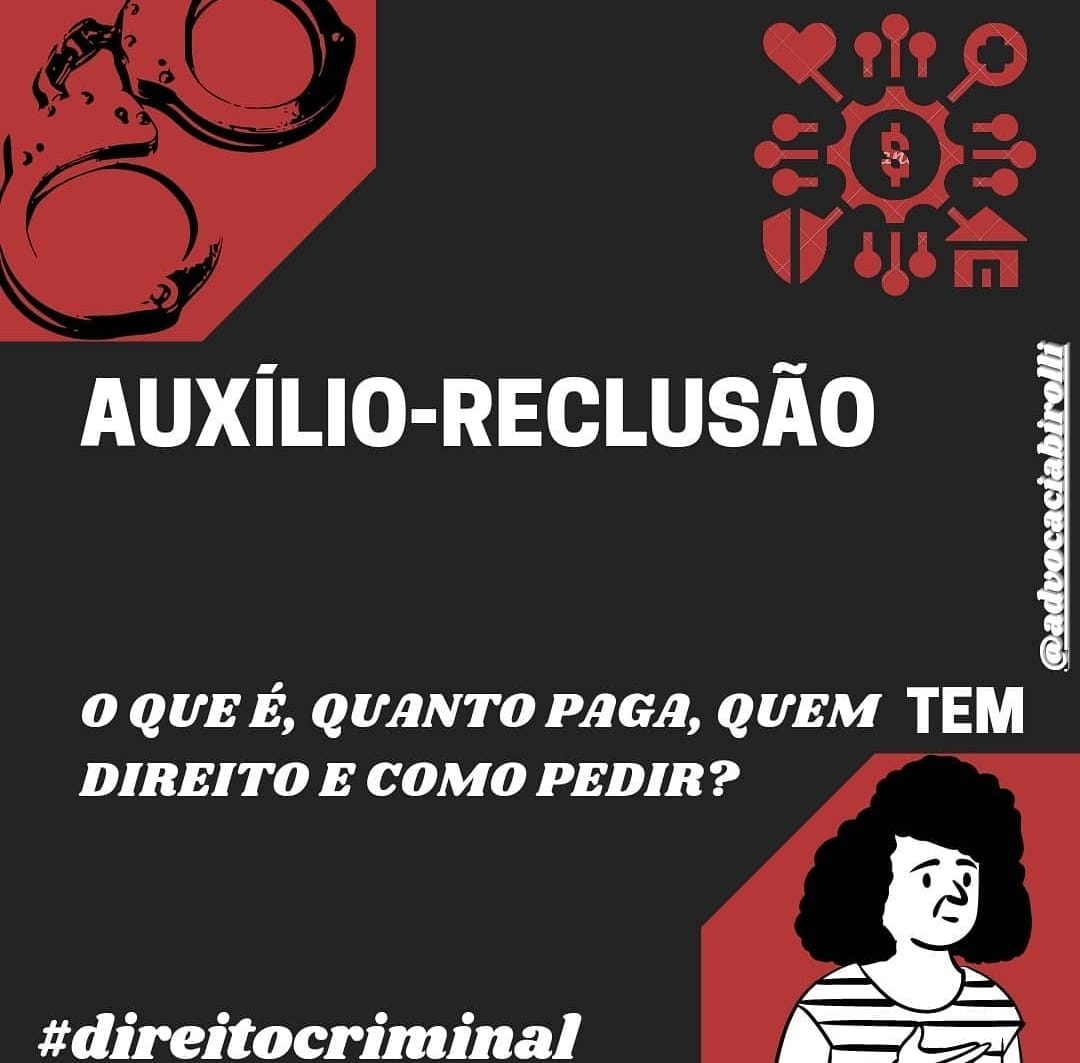 AUXÍLIO-RECLUSÃO
@advocaciabirolli
O QUE É, QUANTO PAGA, QUEM TEM
DIREITO E COMO PEDIR?
#direitocriminal